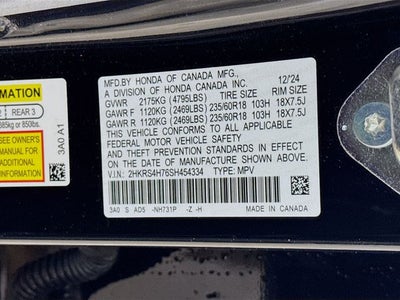 MATION
2 REAR 3
385kg or 850lbs.
SEE OWNER'S
MANUAL FOR
ADDITIONAL
INFORMATION
3A0 A1
MFD.BY HONDA OF CANADA MFG.,
A DIVISION OF HONDA CANADA INC. 12/24
GVWR 2175KG (4795LBS) TIRE SIZE RIM SIZE
GAWR F 1120KG (2469LBS) 235/60R18 103H 18X7.5J
GAWR R 1120KG (2469LBS) 235/60R18 103H 18X7.5J
THIS VEHICLE CONFORMS TO ALL APPLICABLE
FEDERAL MOTOR VEHICLE SAFETY
AND THEFT PREVENTION STANDARDS IN EFFECT ON THE
DATE OF MANUFACTURE SHOWN ABOVE.
V.I.N: 2HKRS4H76SH454334 TYPE: MPV
3A0 S AD5 -NH731P -Z -H
MADE IN CANADA